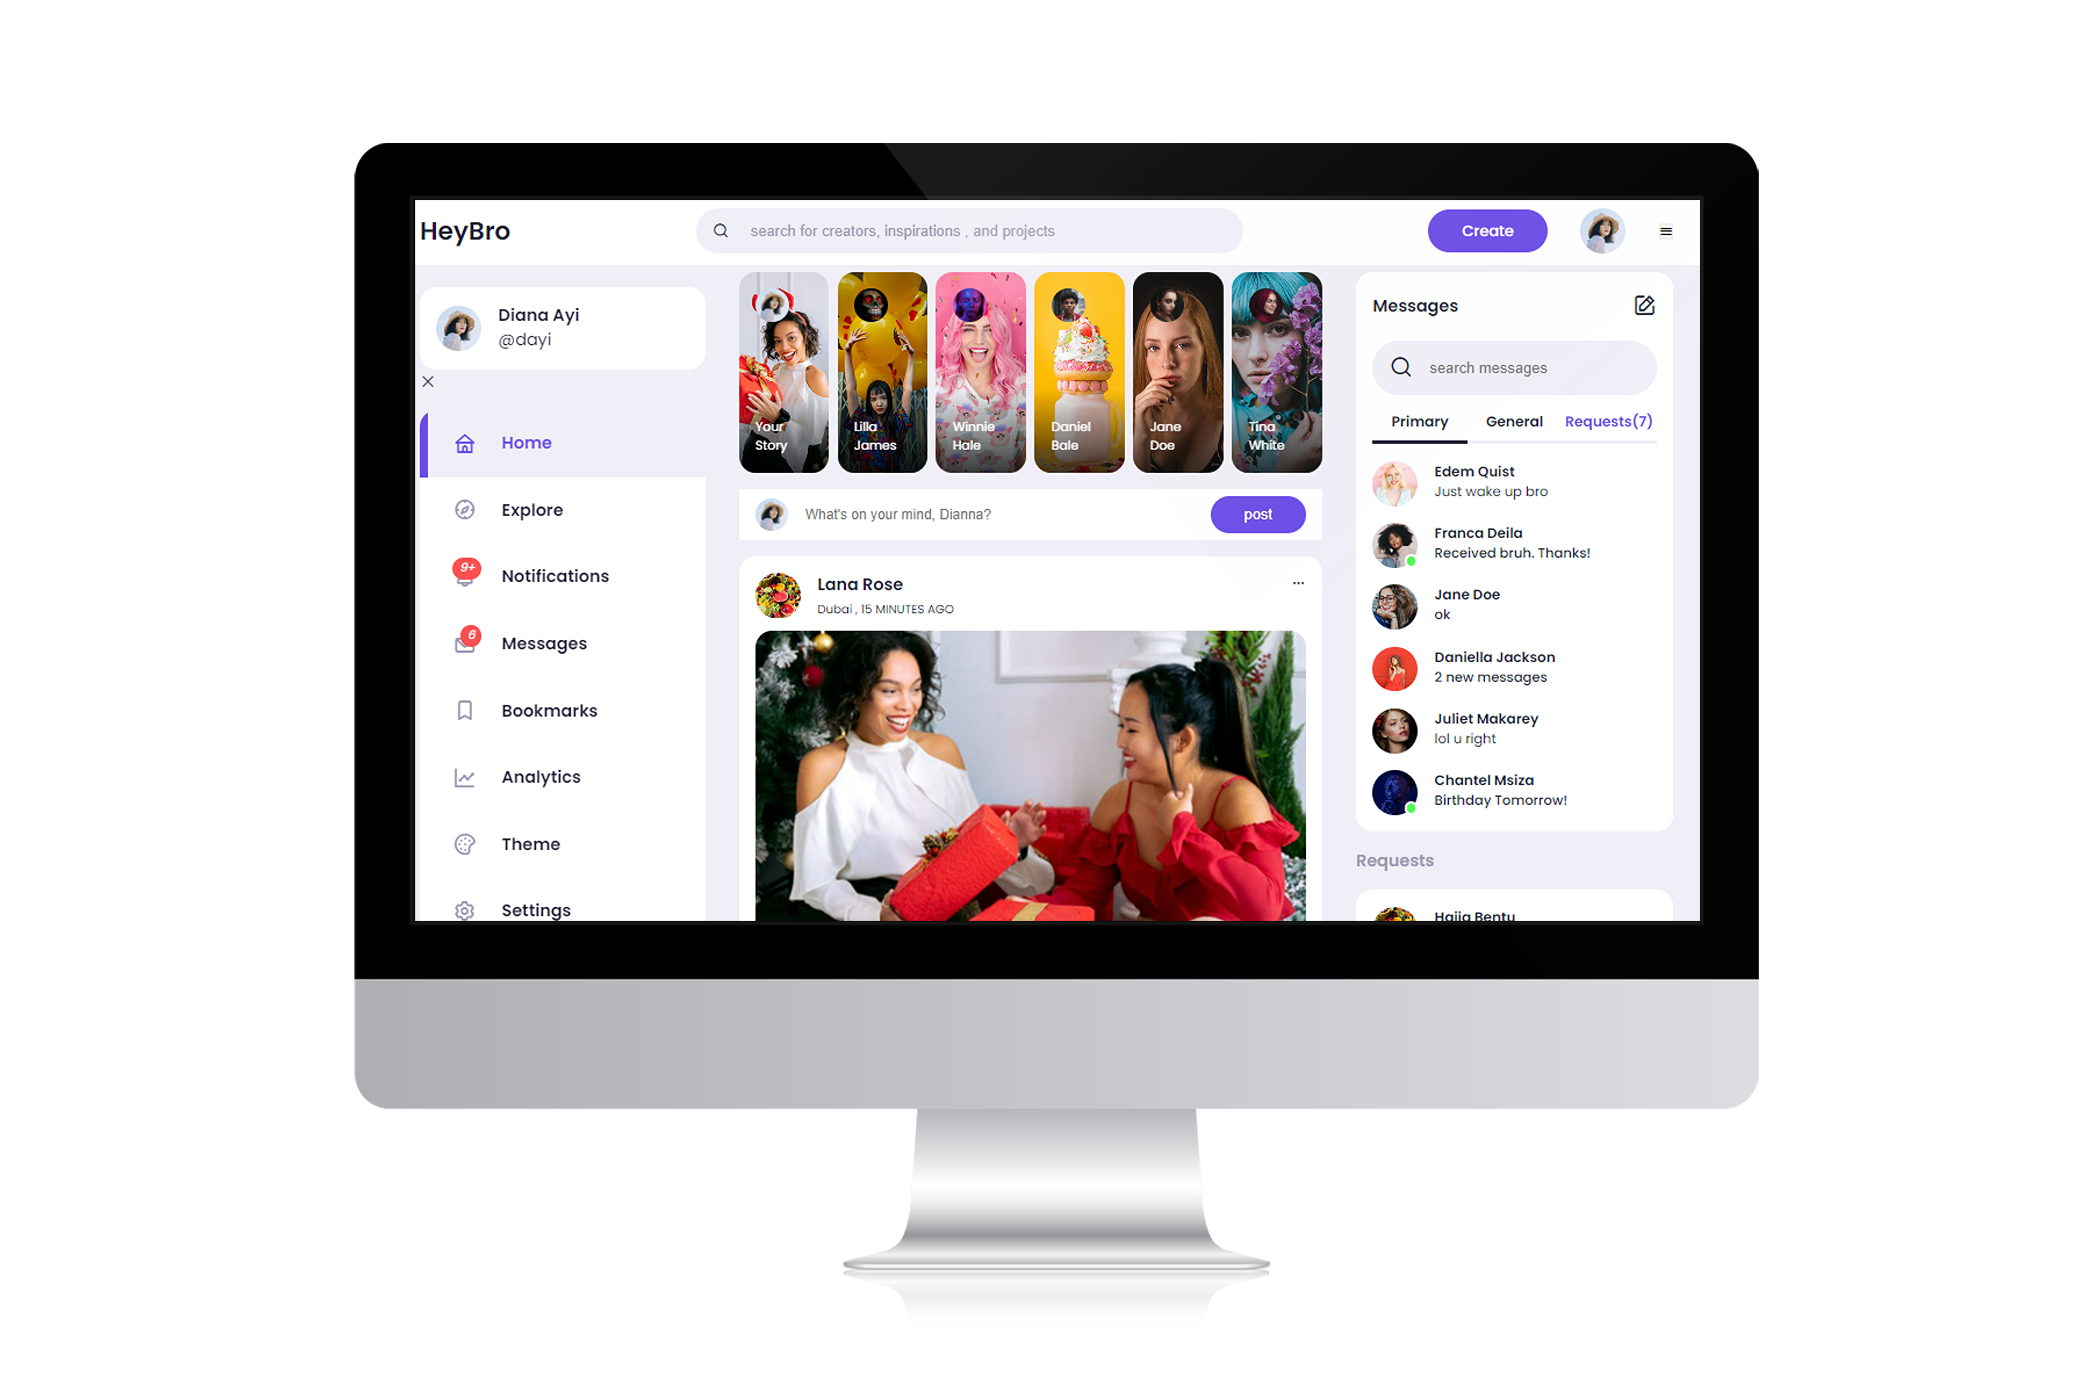 HeyBro
search for creators, inspirations , and projects
Create
Diana Ayi
@dayi
Home
Explore
9+
Notifications
6
Messages
Bookmarks
Analytics
Theme
Settings
Your
Story
Lilla
James
Winnie
Hale
Daniel
Bale
Jane
Doe
Tina
White
What's on your mind, Dianna?
post
Lana Rose
Dubai , 15 MINUTES AGO
Messages
search messages
Primary
General
Requests(7)
Edem Quist
Just wake up bro
Franca Deila
Received bruh. Thanks!
Jane Doe
ok
Daniella Jackson
2 new messages
Juliet Makarey
lol u right
Chantel Msiza
Birthday Tomorrow!
Requests
Hajia Bentu